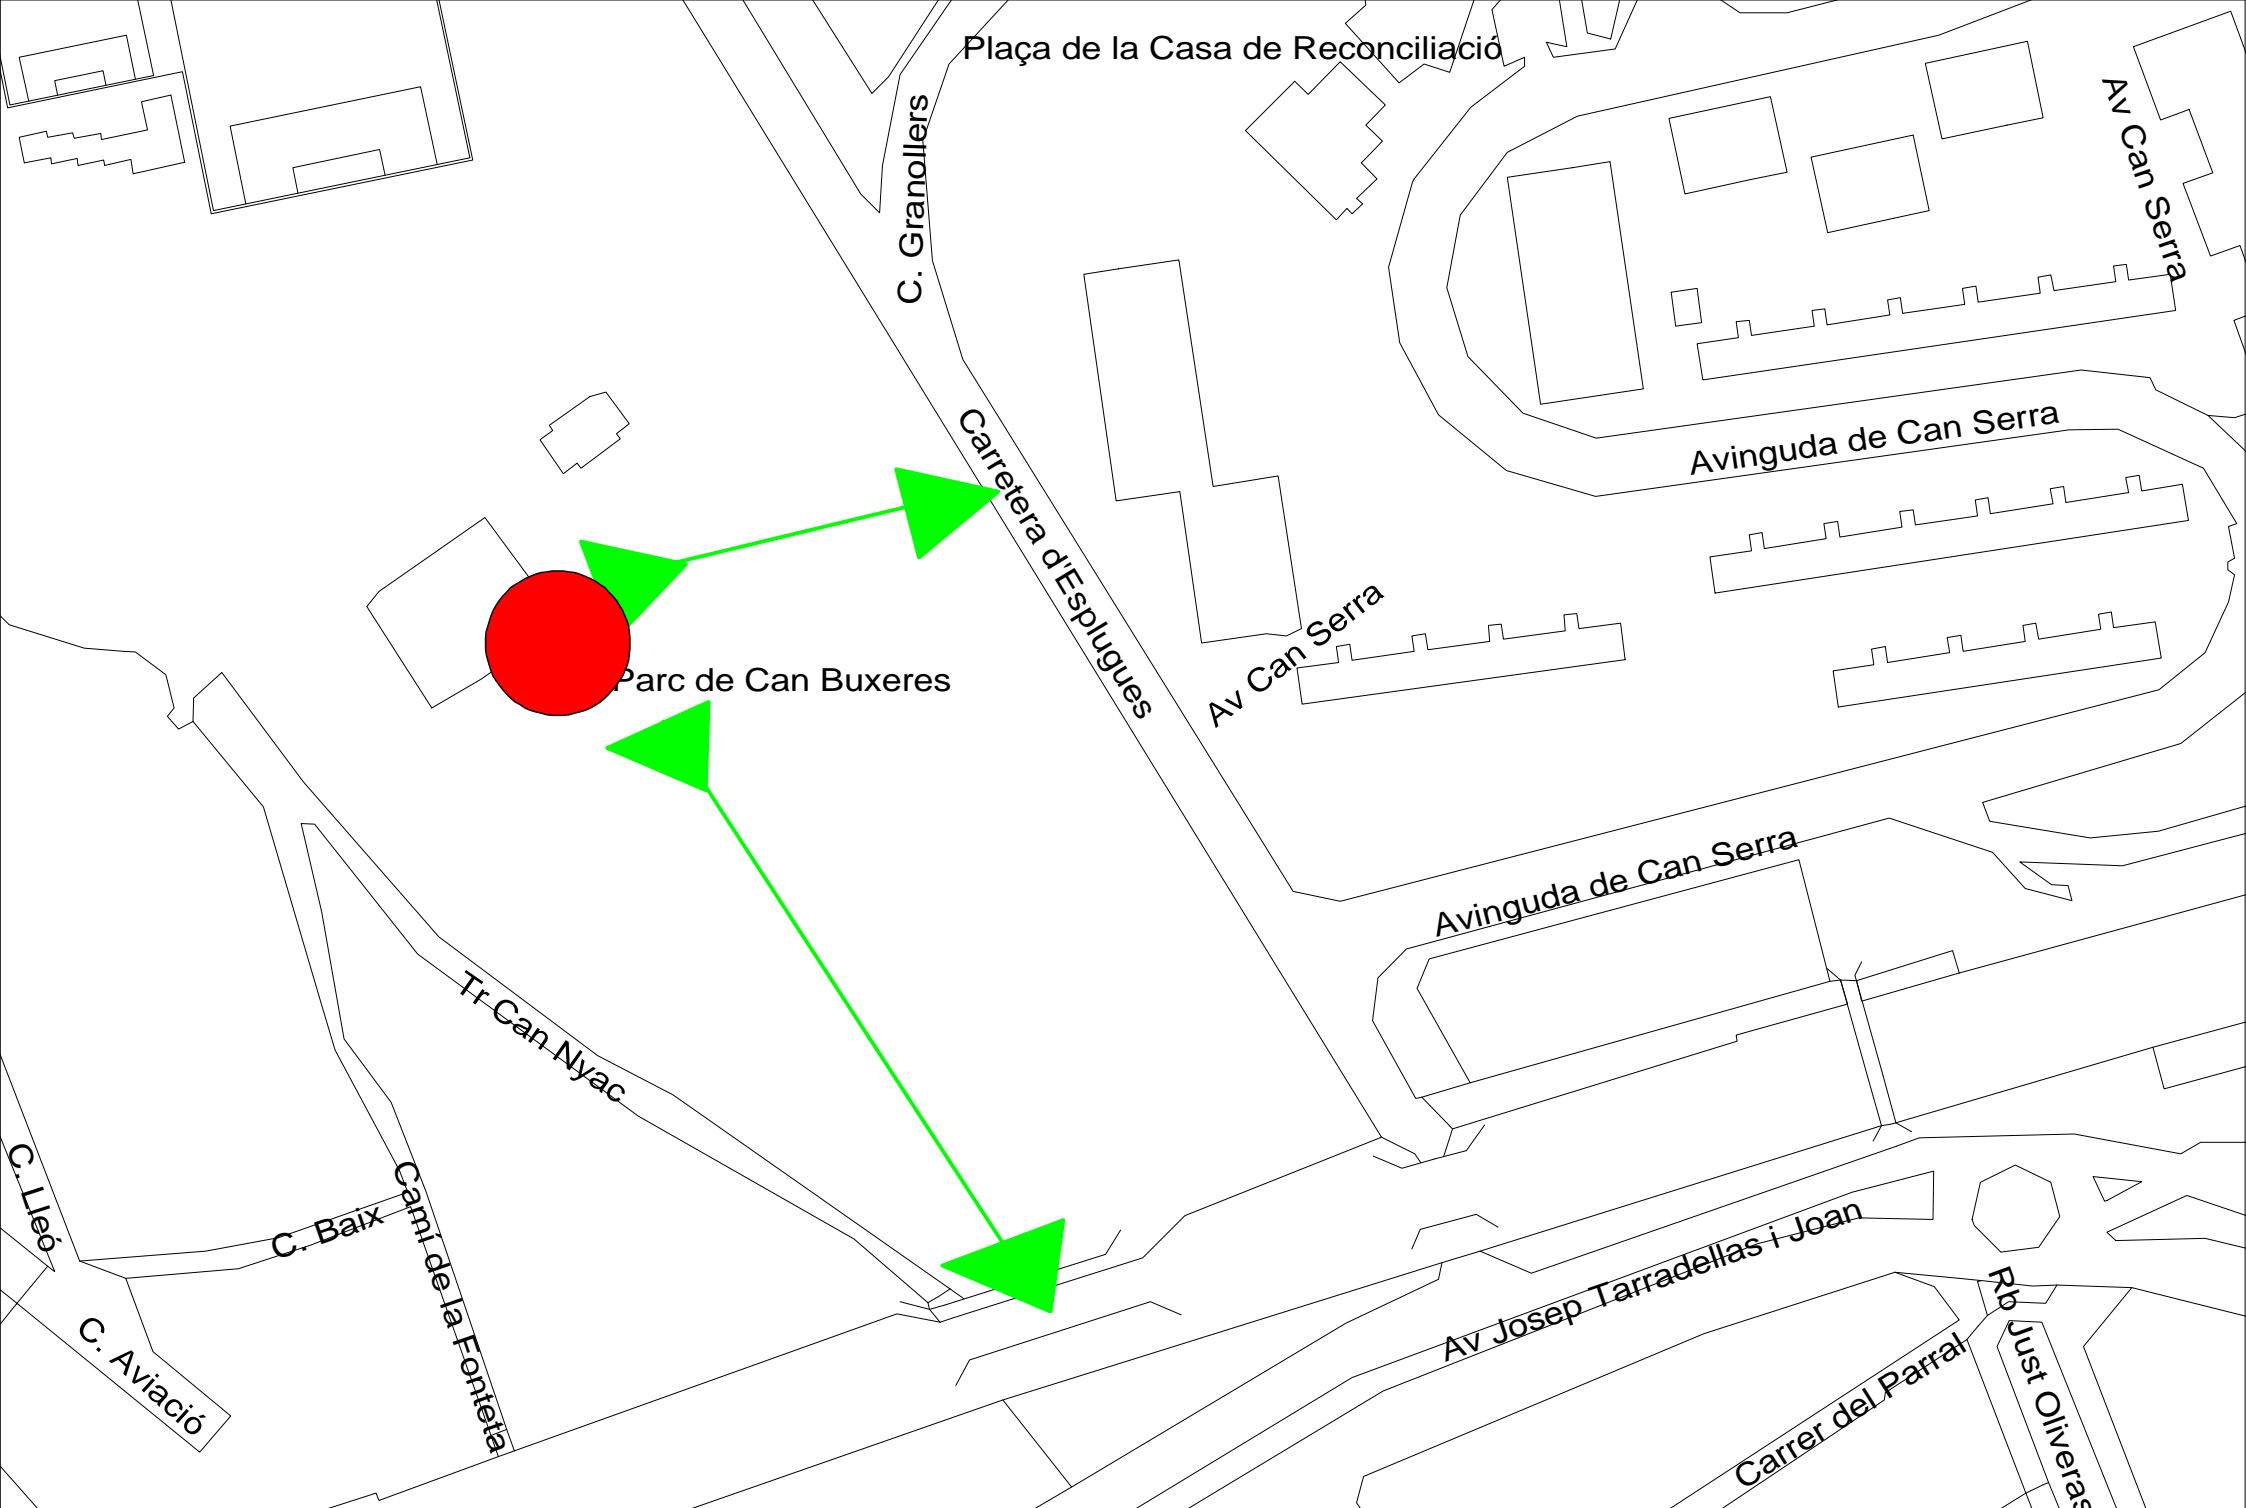 Plaça de la Casa de Reconciliació
C. Granollers
Av Can Serra
Carretera d'Esplugues
Avinguda de Can Serra
Av Can Serra
Parc de Can Buxeres
Avinguda de Can Serra
Tr Can Nyac
C. Lleó
C. Baix
Camí de la Fonteta
C. Aviació
Av Josep Tarradellas i Joan
Rb Just Oliveras
Carrer del Parral